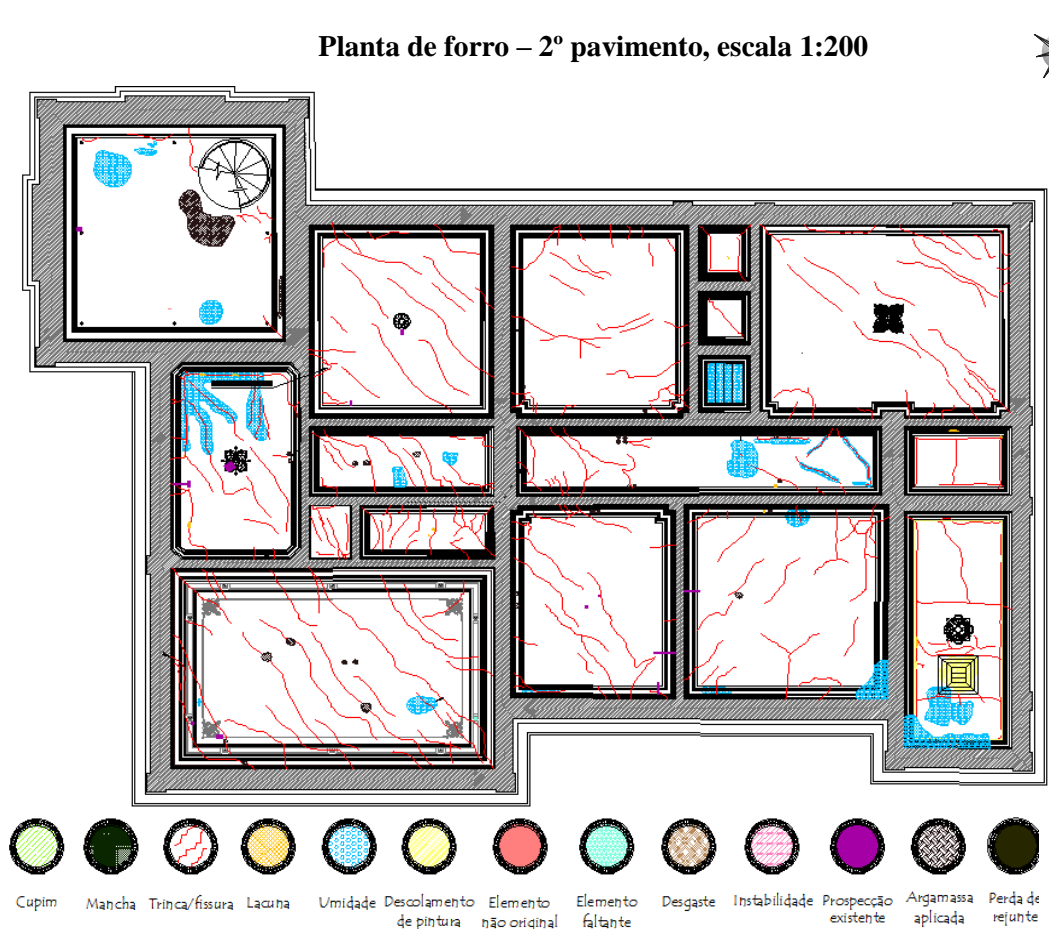 Planta de forro – 2º pavimento, escala 1:200
Cupim
Mancha
Trinca/fissura
Lacuna
Umidade
Descolamento
de pintura
Elemento
não original
Elemento
faltante
Desgaste
Instabilidade
Prospecção
existente
Argamassa
aplicada
Perda de
rejunte